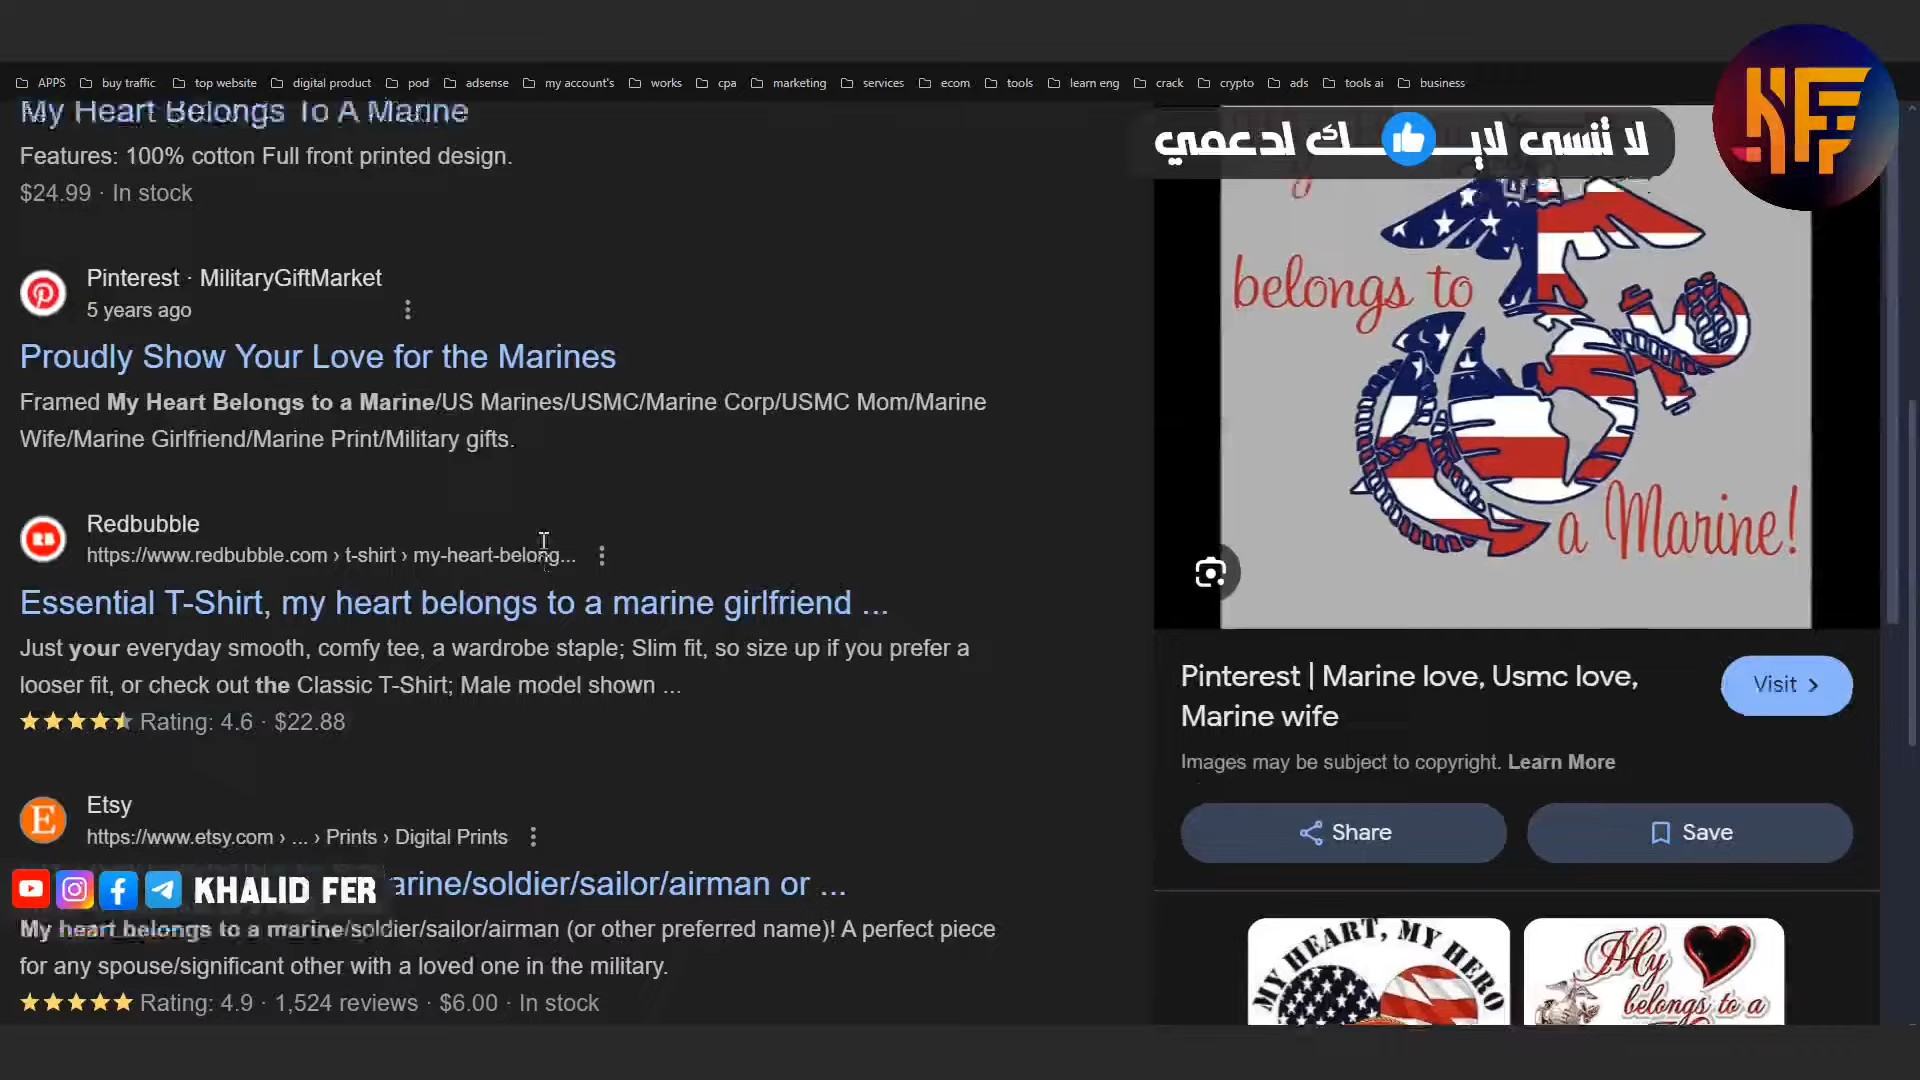 APPS buy traffic top website digital product pod adsense my account's works cpa marketing services ecom tools learn eng crack crypto ads tools ai business
لا تنسى لايـــك لدعمي
My Heart Belongs To A Marine
Features: 100% cotton Full front printed design.
$24.99 · In stock
Pinterest · MilitaryGiftMarket
5 years ago
Proudly Show Your Love for the Marines
Framed My Heart Belongs to a Marine/US Marines/USMC/Marine Corp/USMC Mom/Marine
Wife/Marine Girlfriend/Marine Print/Military gifts.
Redbubble
https://www.redbubble.com › t-shirt › my-heart-belong...
Essential T-Shirt, my heart belongs to a marine girlfriend ...
Just your everyday smooth, comfy tee, a wardrobe staple; Slim fit, so size up if you prefer a
looser fit, or check out the Classic T-Shirt; Male model shown ...
Rating: 4.6 · $22.88
Etsy
https://www.etsy.com › ... › Prints › Digital Prints
arine/soldier/sailor/airman or ...
KHALID FER
My heart belongs to a marine/soldier/sailor/airman (or other preferred name)! A perfect piece
for any spouse/significant other with a loved one in the military.
Rating: 4.9 · 1,524 reviews · $6.00 · In stock
belongs to
a Marine!
Pinterest | Marine love, Usmc love,
Marine wife
Visit
Images may be subject to copyright. Learn More
Share
Save
MY HEART, MY HERO
My
belongs to a